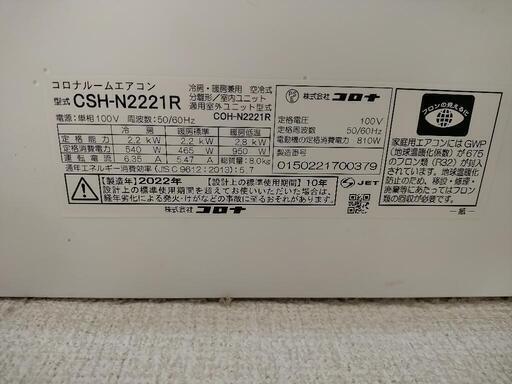 コロナルームエアコン
型式 CSH-N2221R
冷房・暖房兼用 空冷式
分離形/室内ユニット
適用室外ユニット型式
COH-N2221R
電源:単相100V 周波数:50/60Hz
冷房 暖房標準 暖房低温
定格能力 2.2 kW 2.2 kW 2.8 kW
定格消費電力 540 W 465 W 950 W
運転電流 6.35 A 5.47 A 総質量 8.0kg
通年エネルギー消費効率 (JIS C 9612:2013):5.7
【製造年】2022年 【設計上の標準使用期間】10年
設計上の標準使用期間を超えてお使いいただいた場合は、
経年劣化による発火・けがなどの事故に至るおそれがあります。
株式会社 コロナ
PS E
株式会社 コロナ
定格電圧 100V
定格周波数 50/60Hz
電動機の定格消費電力 810W
0150221700379
JET
フロンの見える化
家庭用エアコンにはGWP
(地球温暖化係数)が675
のフロン類(R32)が封入
されています。地球温暖化
防止のため、移設・修理・
廃棄等にあたってはフロン
類の回収が必要です。
-紙-